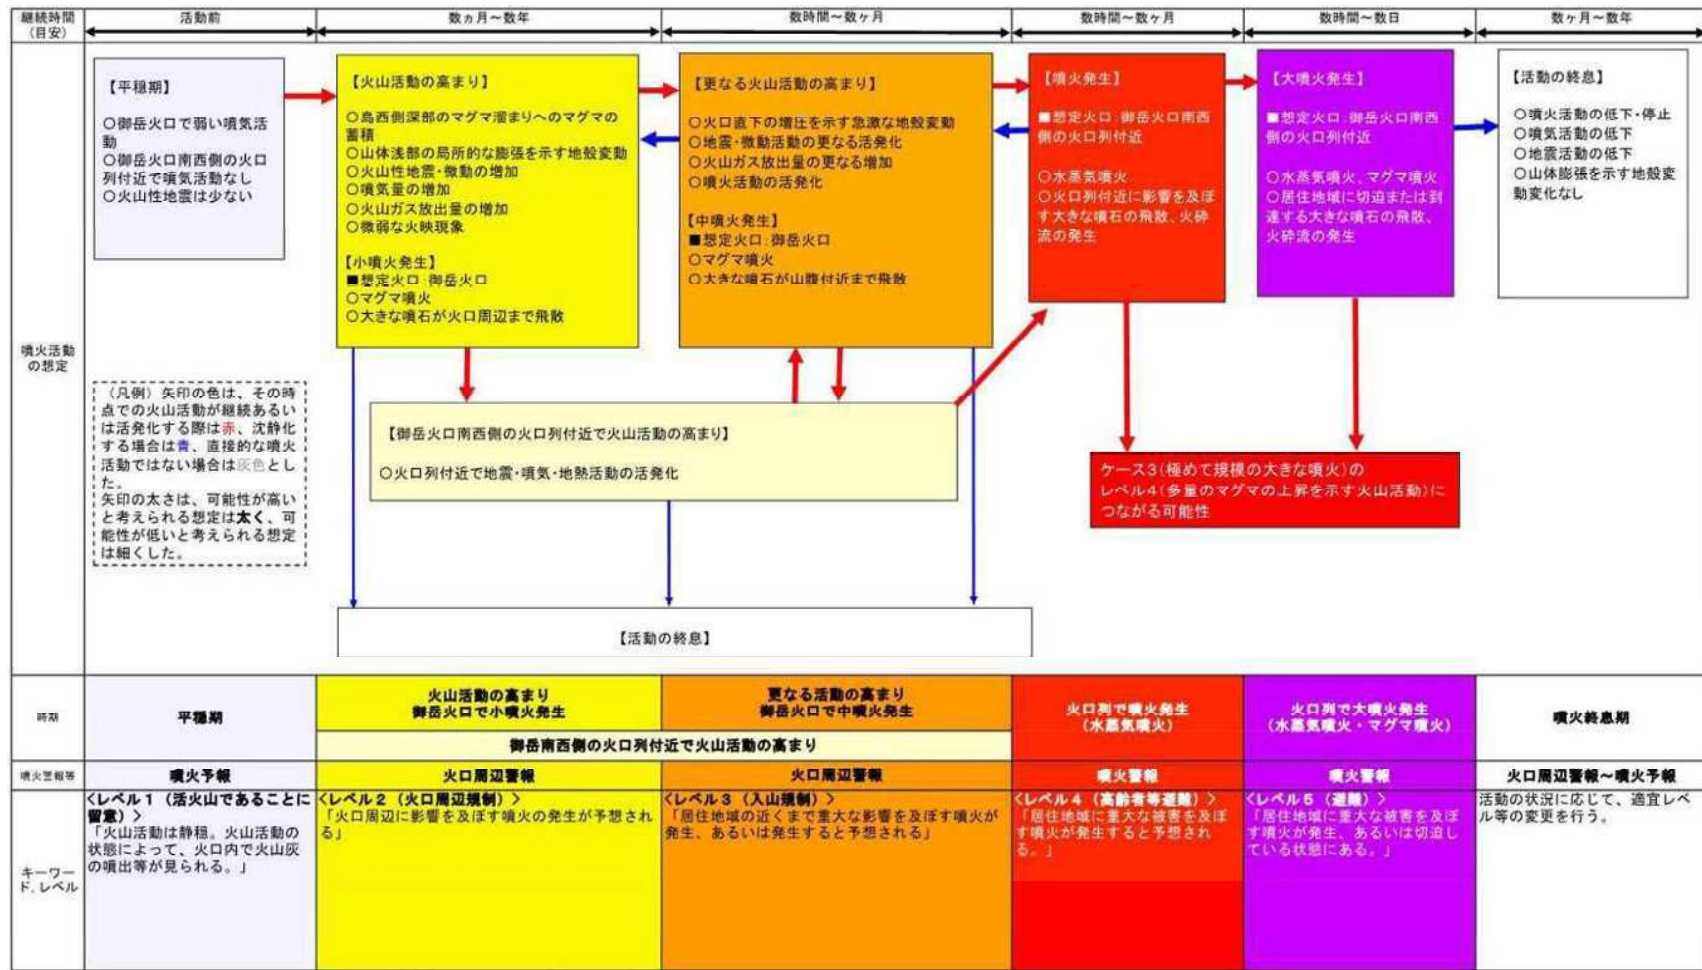 継続時間
(目安)
活動前
数ヵ月～数年
数時間～数ヶ月
数時間～数ヶ月
数時間～数日
数ヶ月～数年
噴火活動
の想定
【平穏期】
○御岳火口で弱い噴気活
動
○御岳火口南西側の火口
列付近で噴気活動なし
○火山性地震は少ない
【火山活動の高まり】
○島西側深部のマグマ溜まりへのマグマの
蓄積
○山体浅部の局所的な膨張を示す地殻変動
○火山性地震・微動の増加
○噴気量の増加
○火山ガス放出量の増加
○微弱な火映現象
【小噴火発生】
■想定火口:御岳火口
○マグマ噴火
○大きな噴石が火口周辺まで飛散
【更なる火山活動の高まり】
○火口直下の増圧を示す急激な地殻変動
○地震・微動活動の更なる活発化
○火山ガス放出量の更なる増加
○噴火活動の活発化
【中噴火発生】
■想定火口:御岳火口
○マグマ噴火
○大きな噴石が山腹付近まで飛散
【噴火発生】
■想定火口:御岳火口南西
側の火口列付近
○水蒸気噴火
○火口列付近に影響を及ぼ
す大きな噴石の飛散、火砕
流の発生
【大噴火発生】
■想定火口:御岳火口南西
側の火口列付近
○水蒸気噴火、マグマ噴火
○居住地域に切迫または到
達する大きな噴石の飛散、
火砕流の発生
【活動の終息】
○噴火活動の低下・停止
○噴気活動の低下
○地震活動の低下
○山体膨張を示す地殻変
動変化なし
(凡例)矢印の色は、その時
点での火山活動が継続あるい
は活発化する際は赤、沈静化
する場合は青、直接的な噴火
活動ではない場合は灰色とし
た。
矢印の太さは、可能性が高い
と考えられる想定は太く、可
能性が低いと考えられる想定
は細くした。
【御岳火口南西側の火口列付近で火山活動の高まり】
○火口列付近で地震・噴気・地熱活動の活発化
ケース3(極めて規模の大きな噴火)の
レベル4(多量のマグマの上昇を示す火山活動)に
つながる可能性
【活動の終息】
時期
平穏期
火山活動の高まり
御岳火口で小噴火発生
更なる活動の高まり
御岳火口で中噴火発生
御岳南西側の火口列付近で火山活動の高まり
火口列で噴火発生
(水蒸気噴火)
火口列で大噴火発生
(水蒸気噴火・マグマ噴火)
噴火終息期
噴火警報等
噴火予報
火口周辺警報
火口周辺警報
噴火警報
噴火警報
火口周辺警報～噴火予報
キーワー
ド,レベル
<レベル1(活火山であることに
留意)>
「火山活動は静穏。火山活動の
状態によって、火口内で火山灰
の噴出等が見られる。」
<レベル2(火口周辺規制)>
「火口周辺に影響を及ぼす噴火の発生が予想され
る」
<レベル3(入山規制)>
「居住地域の近くまで重大な影響を及ぼす噴火が
発生、あるいは発生すると予想される」
<レベル4(高齢者等避難)>
「居住地域に重大な被害を及ぼ
す噴火が発生すると予想され
る。」
<レベル5(避難)>
「居住地域に重大な被害を及ぼ
す噴火が発生、あるいは切迫し
ている状態にある。」
活動の状況に応じて、適宜レベ
ル等の変更を行う。